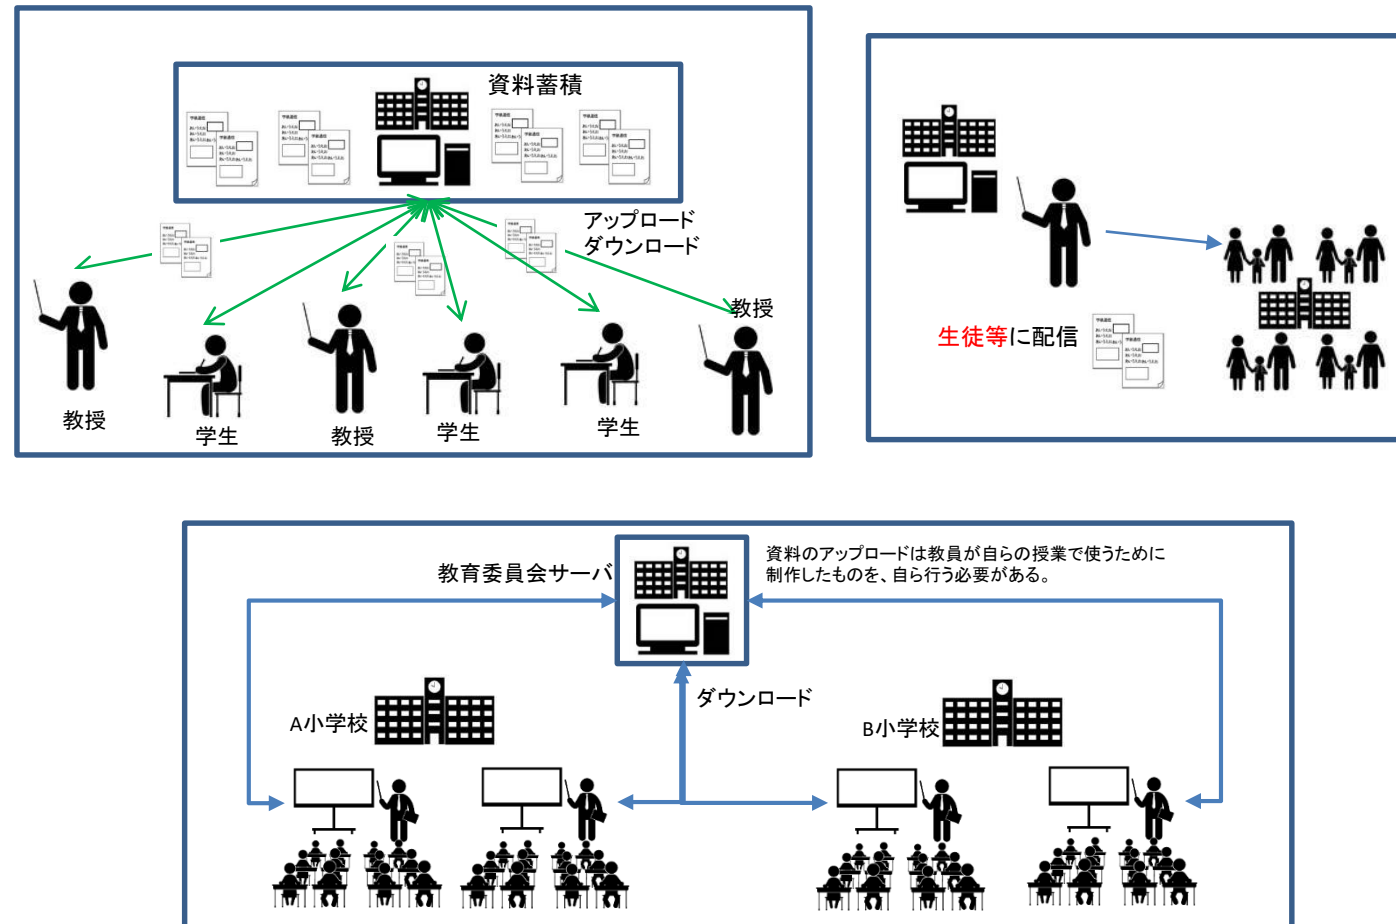 資料蓄積
アップロード
ダウンロード
教授
学生
教授
学生
学生
教授
生徒等に配信
教育委員会サーバ
資料のアップロードは教員が自らの授業で使うために
制作したものを、自ら行う必要がある。
ダウンロード
A小学校
B小学校